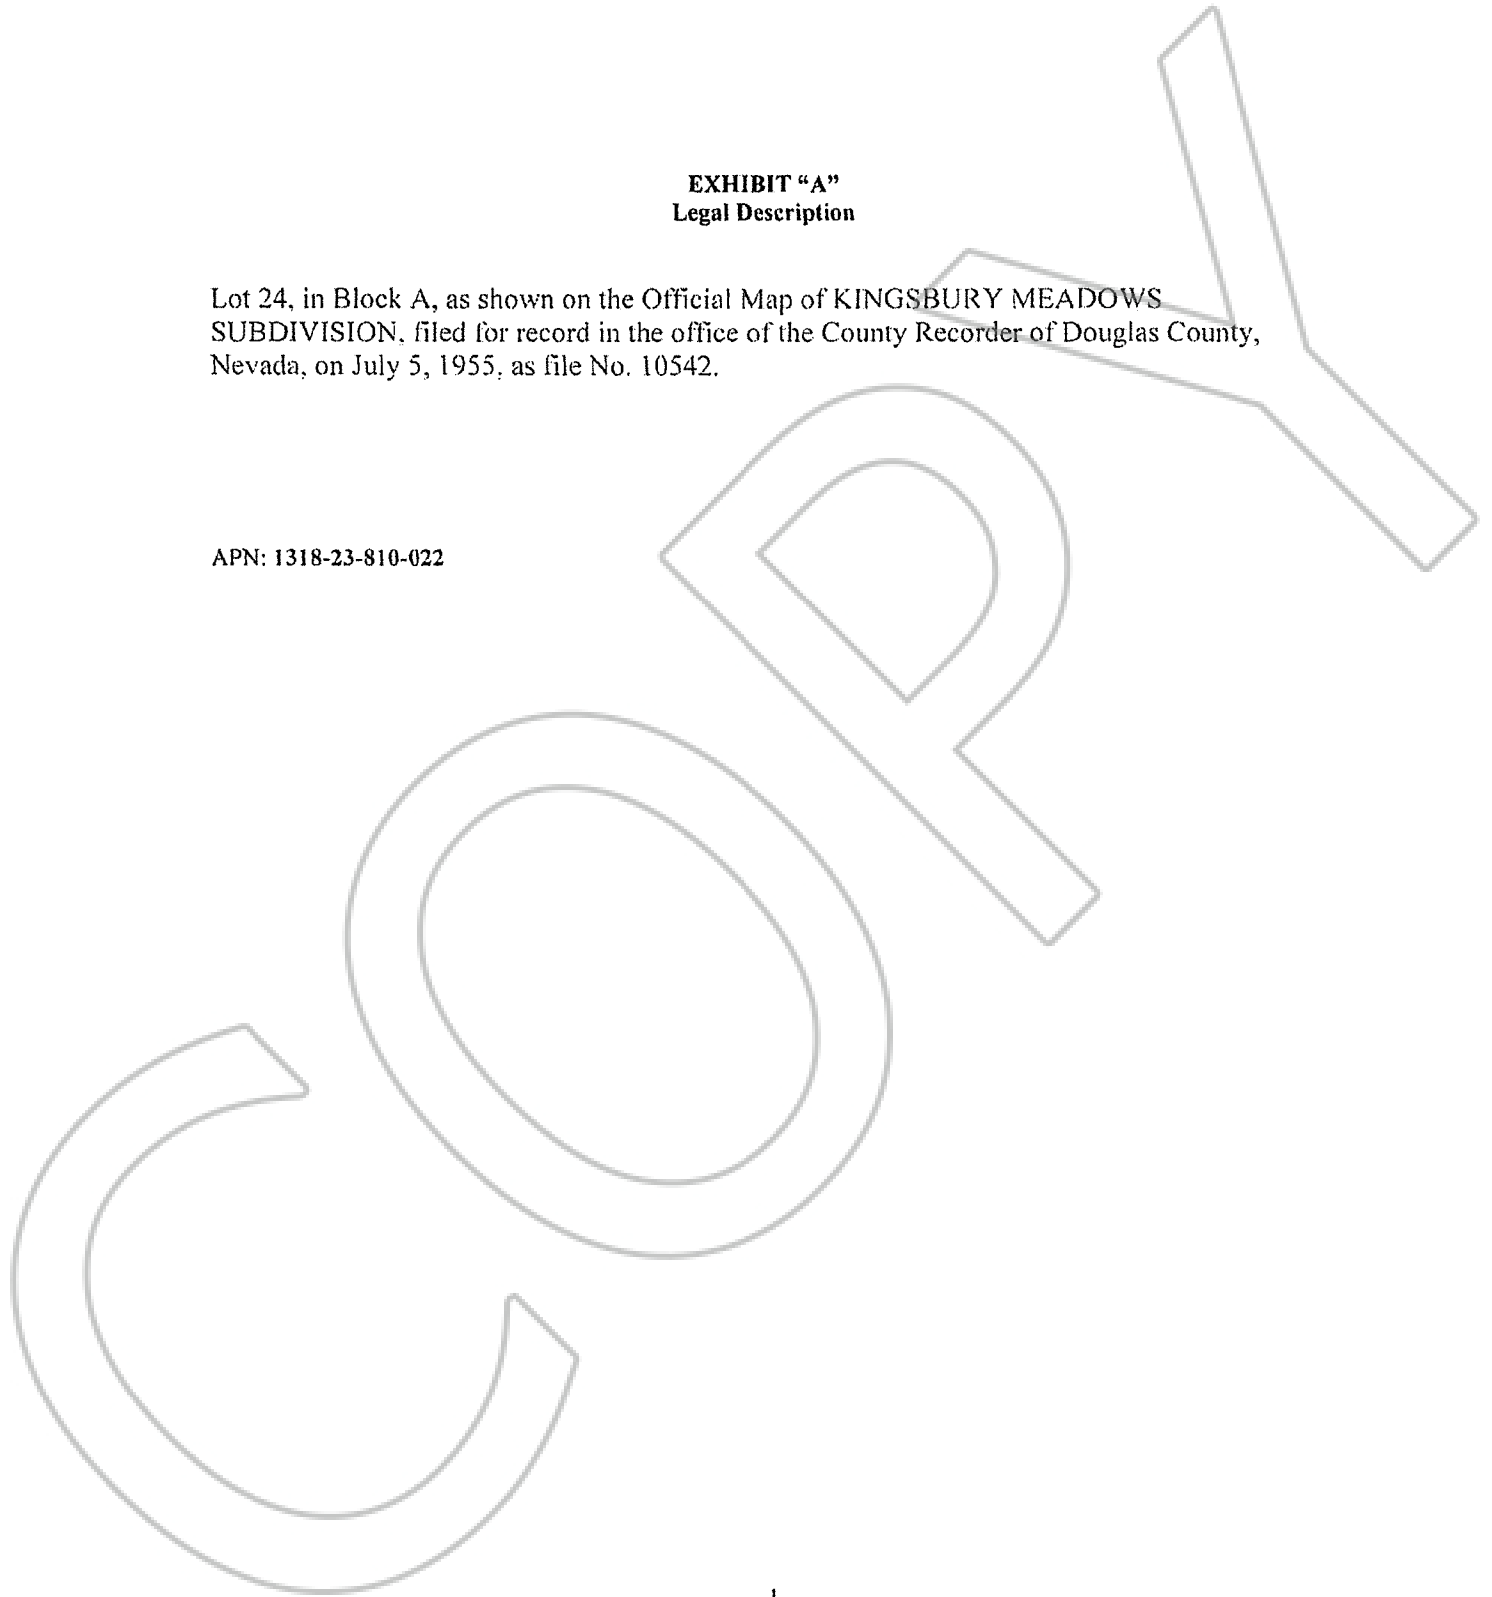 EXHIBIT “A”
Legal Description
Lot 24, in Block A, as shown on the Official Map of KINGSBURY MEADOWS
SUBDIVISION, filed for record in the office of the County Recorder of Douglas County,
Nevada, on July 5, 1955, as file No. 10542.
APN: 1318-23-810-022
COPY
1